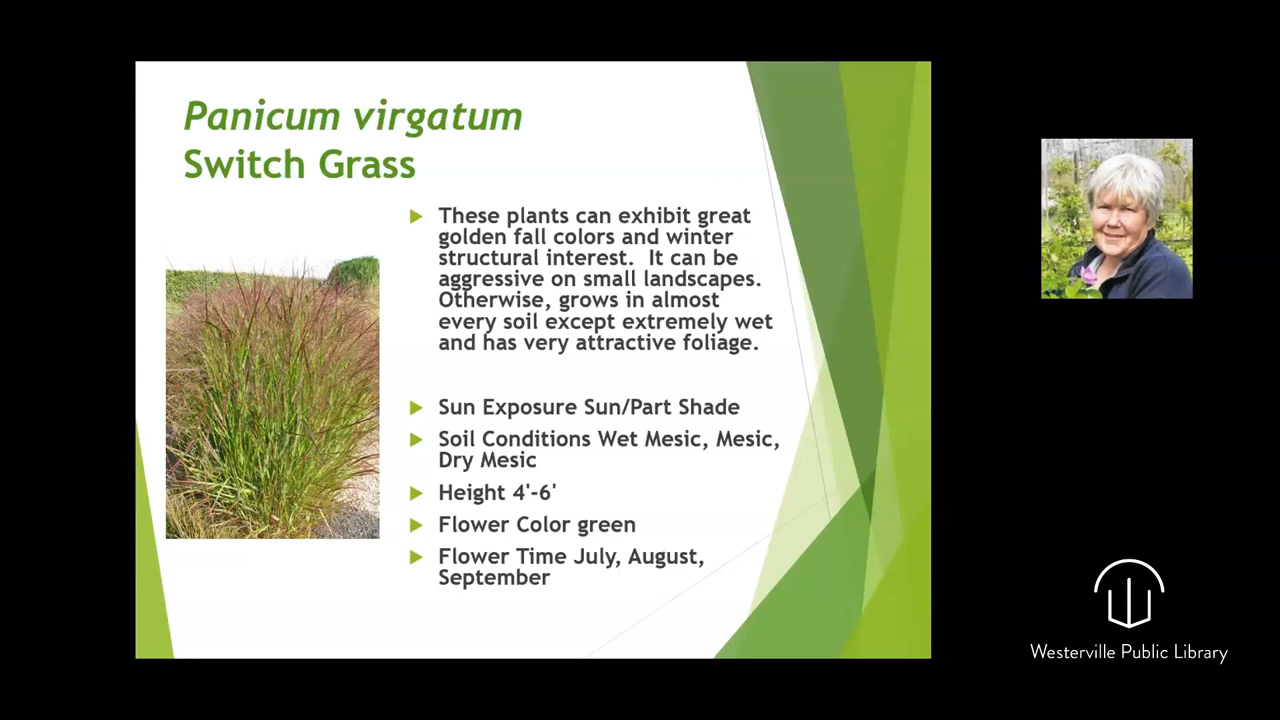 Panicum virgatum
Switch Grass
These plants can exhibit great
golden fall colors and winter
structural interest.  It can be
aggressive on small landscapes.
Otherwise, grows in almost
every soil except extremely wet
and has very attractive foliage.
Sun Exposure Sun/Part Shade
Soil Conditions Wet Mesic, Mesic,
Dry Mesic
Height 4'-6'
Flower Color green
Flower Time July, August,
September
Westerville Public Library